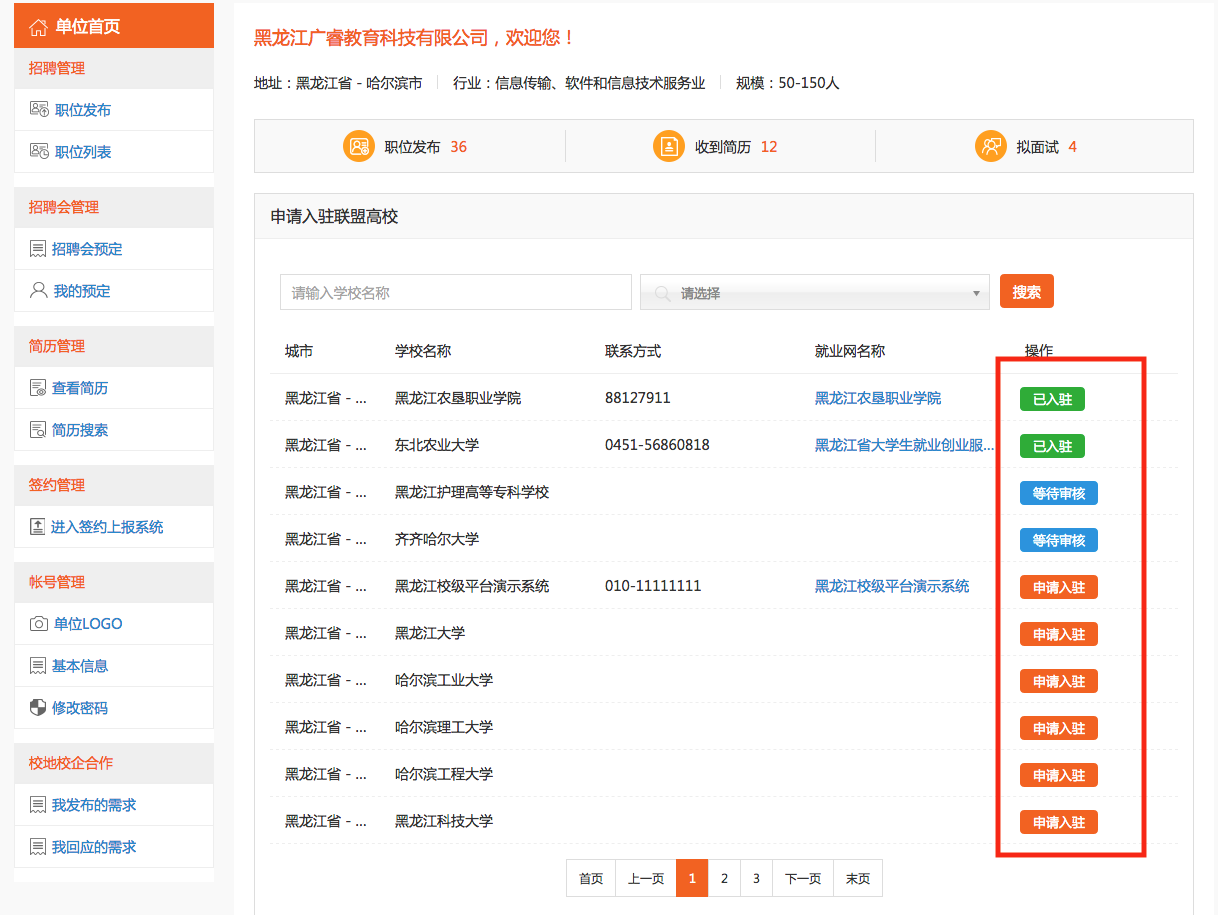 单位首页
招聘管理
职位发布
职位列表
招聘会管理
招聘会预定
我的预定
简历管理
查看简历
简历搜索
签约管理
进入签约上报系统
帐号管理
单位LOGO
基本信息
修改密码
校地校企合作
我发布的需求
我回应的需求
黑龙江广睿教育科技有限公司，欢迎您！
地址：黑龙江省 - 哈尔滨市 行业：信息传输、软件和信息技术服务业 规模：50-150人
职位发布 36 收到简历 12 拟面试 4
申请入驻联盟高校
请输入学校名称 请选择 搜索
城市 学校名称 联系方式 就业网名称 操作
黑龙江省 - ... 黑龙江农垦职业学院 88127911 黑龙江农垦职业学院 已入驻
黑龙江省 - ... 东北农业大学 0451-56860818 黑龙江省大学生就业创业服... 已入驻
黑龙江省 - ... 黑龙江护理高等专科学校 等待审核
黑龙江省 - ... 齐齐哈尔大学 等待审核
黑龙江省 - ... 黑龙江校级平台演示系统 010-11111111 黑龙江校级平台演示系统 申请入驻
黑龙江省 - ... 黑龙江大学 申请入驻
黑龙江省 - ... 哈尔滨工业大学 申请入驻
黑龙江省 - ... 哈尔滨理工大学 申请入驻
黑龙江省 - ... 哈尔滨工程大学 申请入驻
黑龙江省 - ... 黑龙江科技大学 申请入驻
首页 上一页 1 2 3 下一页 末页